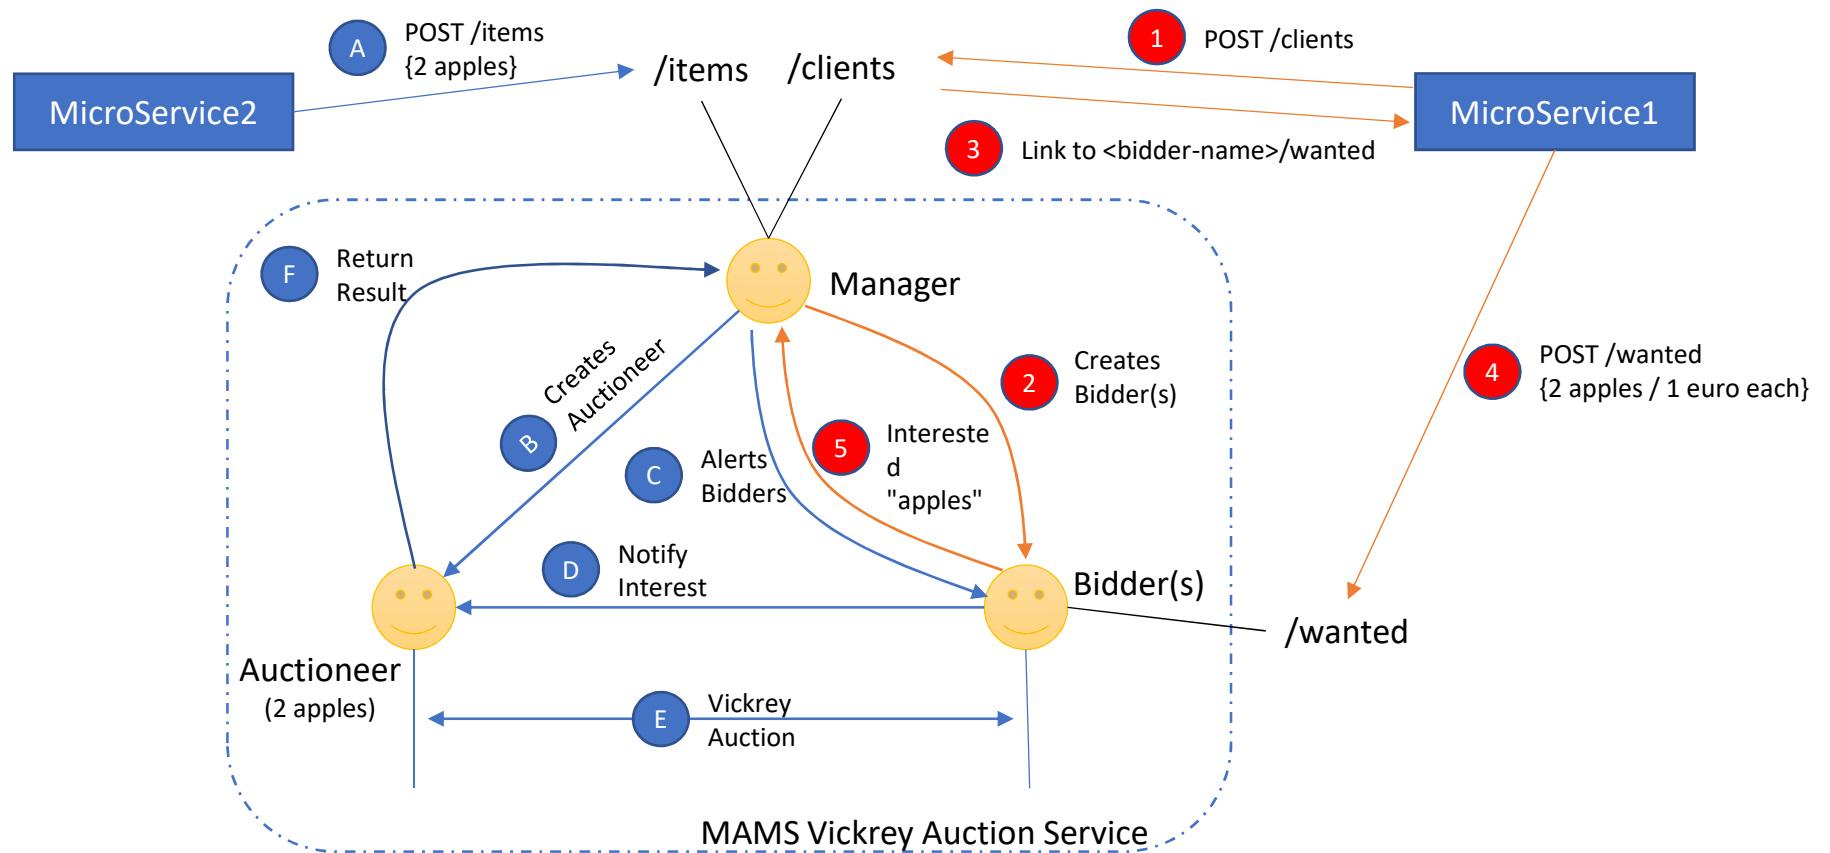 A
POST /items
{2 apples}
MicroService2
/items
/clients
1
POST /clients
MicroService1
3
Link to <bidder-name>/wanted
F
Return
Result
Manager
B
Creates
Auctioneer
2
Creates
Bidder(s)
4
POST /wanted
{2 apples / 1 euro each}
C
Alerts
Bidders
5
Intereste
d
"apples"
D
Notify
Interest
Bidder(s)
/wanted
Auctioneer
(2 apples)
E
Vickrey
Auction
MAMS Vickrey Auction Service